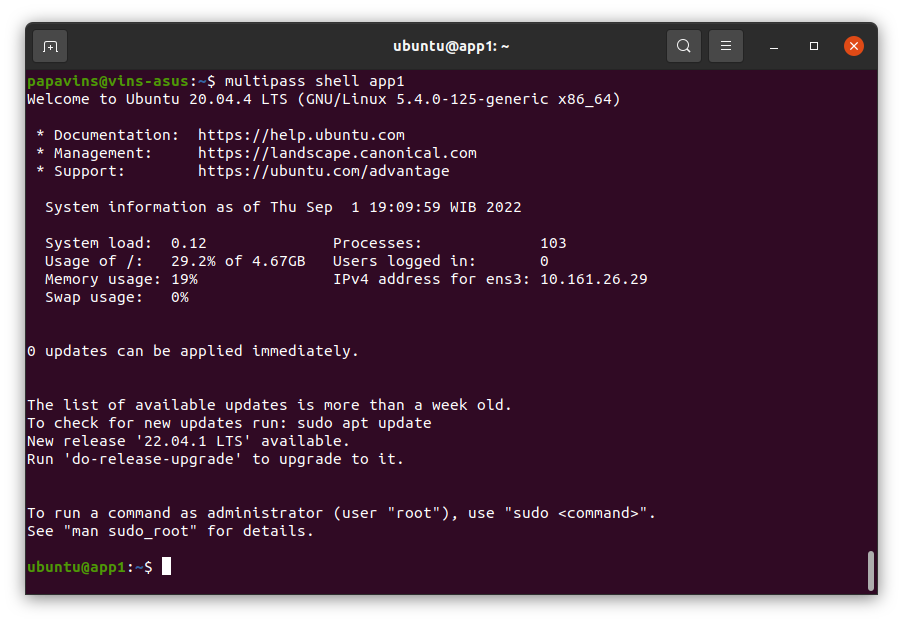 ubuntu@app1: ~
papavins@vins-asus:~$ multipass shell app1
Welcome to Ubuntu 20.04.4 LTS (GNU/Linux 5.4.0-125-generic x86_64)
* Documentation:  https://help.ubuntu.com
* Management:     https://landscape.canonical.com
* Support:        https://ubuntu.com/advantage
System information as of Thu Sep  1 19:09:59 WIB 2022
System load:  0.12              Processes:             103
Usage of /:   29.2% of 4.67GB   Users logged in:       0
Memory usage: 19%               IPv4 address for ens3: 10.161.26.29
Swap usage:   0%
0 updates can be applied immediately.
The list of available updates is more than a week old.
To check for new updates run: sudo apt update
New release '22.04.1 LTS' available.
Run 'do-release-upgrade' to upgrade to it.
To run a command as administrator (user "root"), use "sudo <command>".
See "man sudo_root" for details.
ubuntu@app1:~$